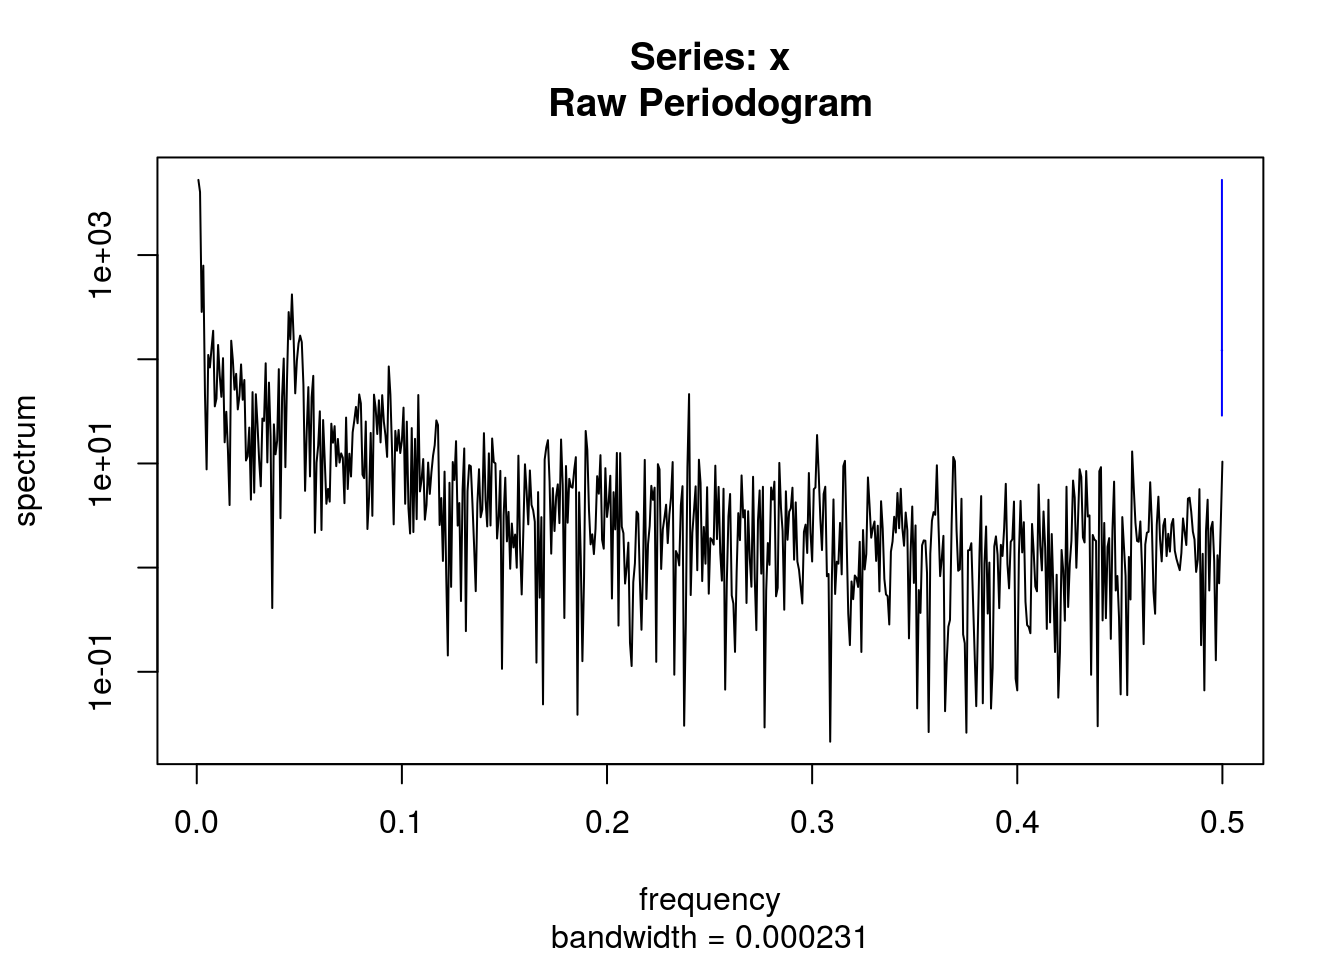 Series: x
Raw Periodogram
spectrum
1e+03
1e+01
1e-01
0.0 0.1 0.2 0.3 0.4 0.5
frequency
bandwidth = 0.000231